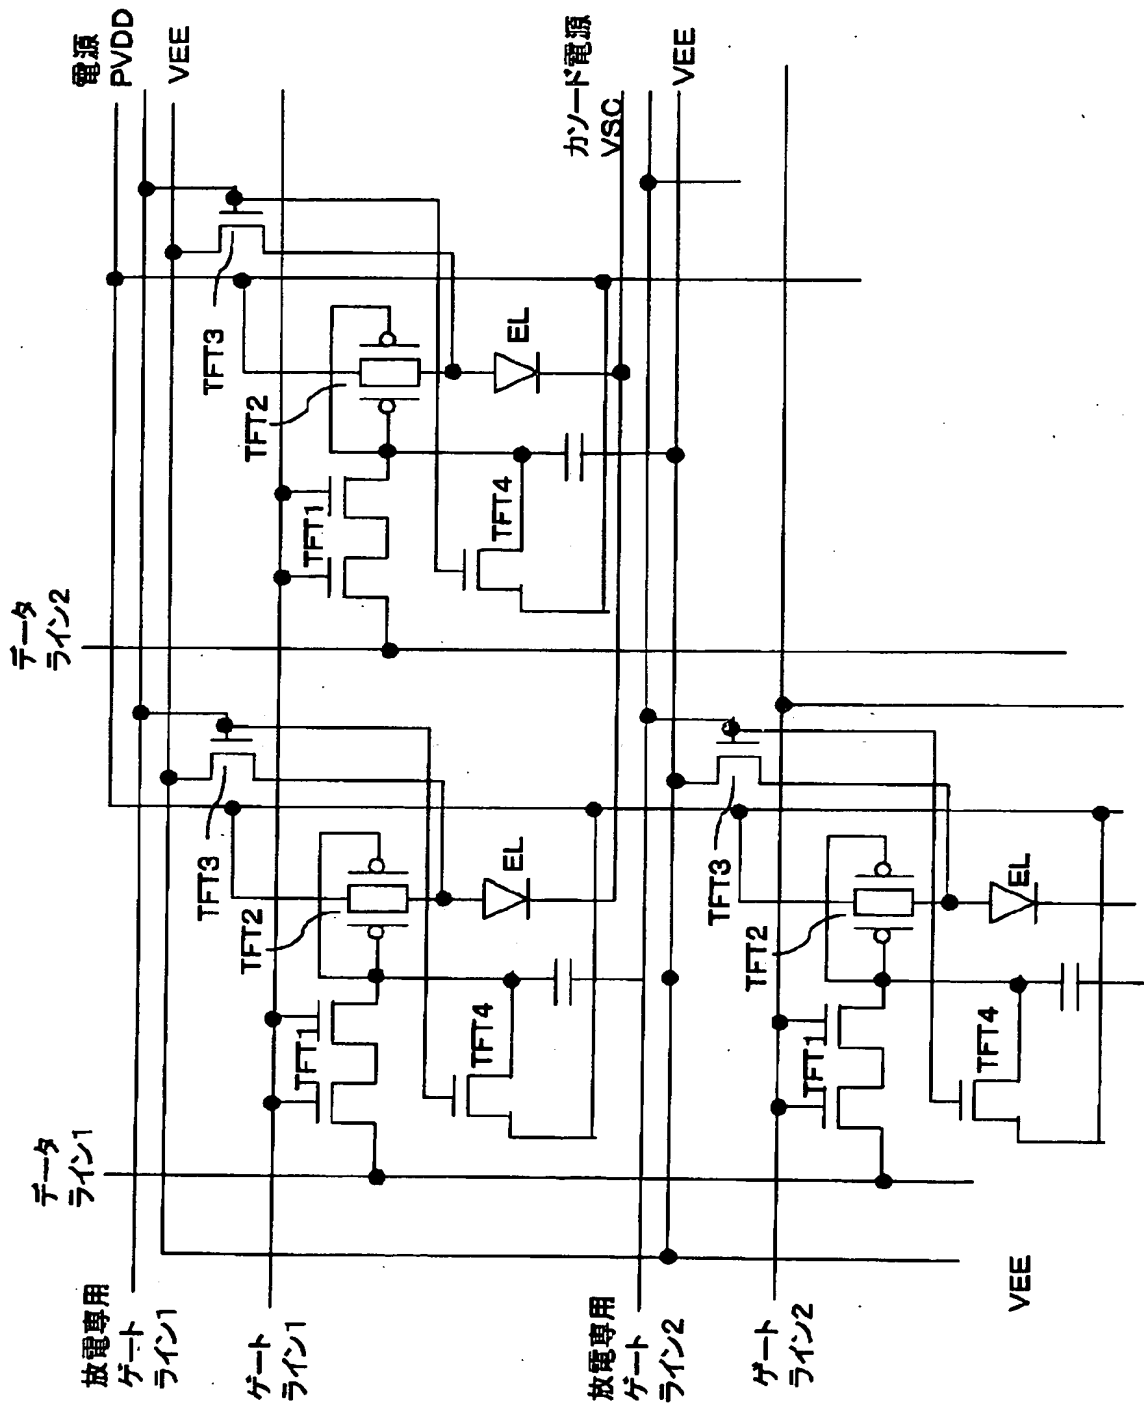 電源
PVDD
VEE
カソード電源
VSC
VEE
データ
ライン2
TFT3
TFT2
EL
TFT1
TFT4
データ
ライン1
TFT3
TFT2
EL
TFT1
TFT4
TFT3
TFT2
EL
TFT1
TFT4
放電専用
ゲート
ライン1
ゲート
ライン1
放電専用
ゲート
ライン2
ゲート
ライン2
VEE